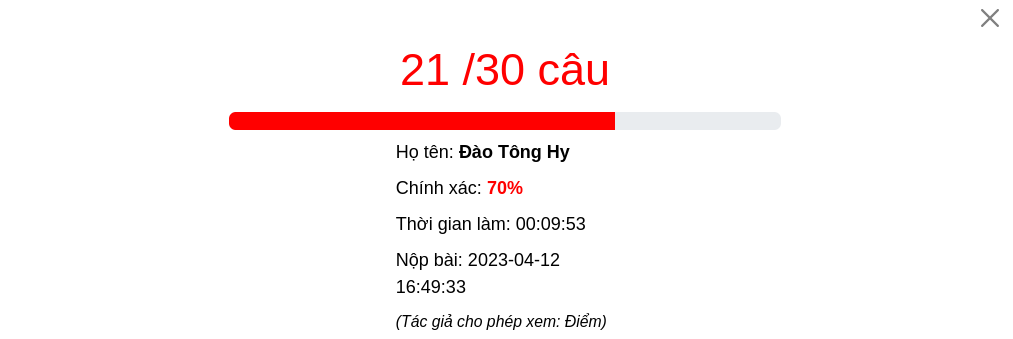 21 /30 câu
Họ tên: Đào Tông Hy
Chính xác: 70%
Thời gian làm: 00:09:53
Nộp bài: 2023-04-12
16:49:33
(Tác giả cho phép xem: Điểm)